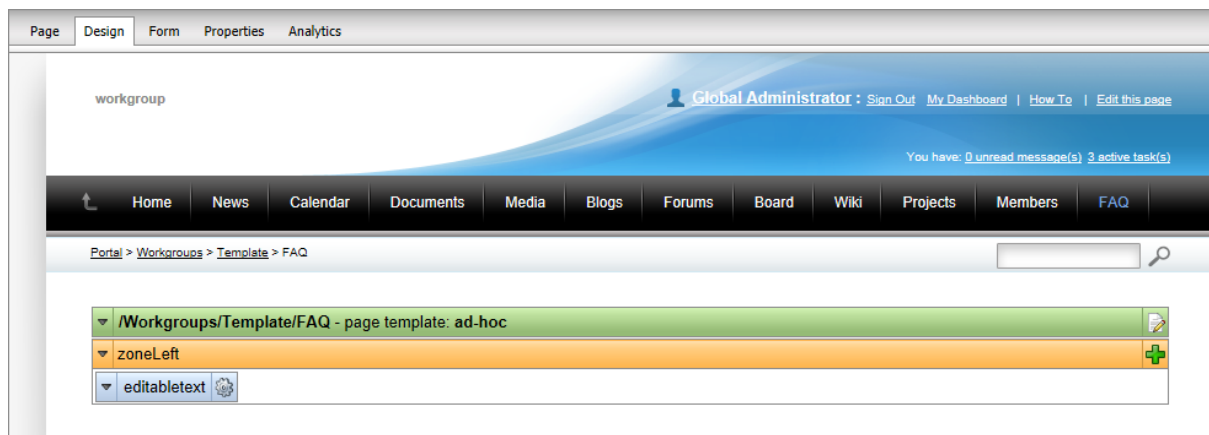 Page Design Form Properties Analytics
workgroup
Global Administrator : Sign Out My Dashboard | How To | Edit this page
You have: 0 unread message(s) 3 active task(s)
Home News Calendar Documents Media Blogs Forums Board Wiki Projects Members FAQ
Portal > Workgroups > Template > FAQ
/Workgroups/Template/FAQ - page template: ad-hoc
zoneLeft
editabletext